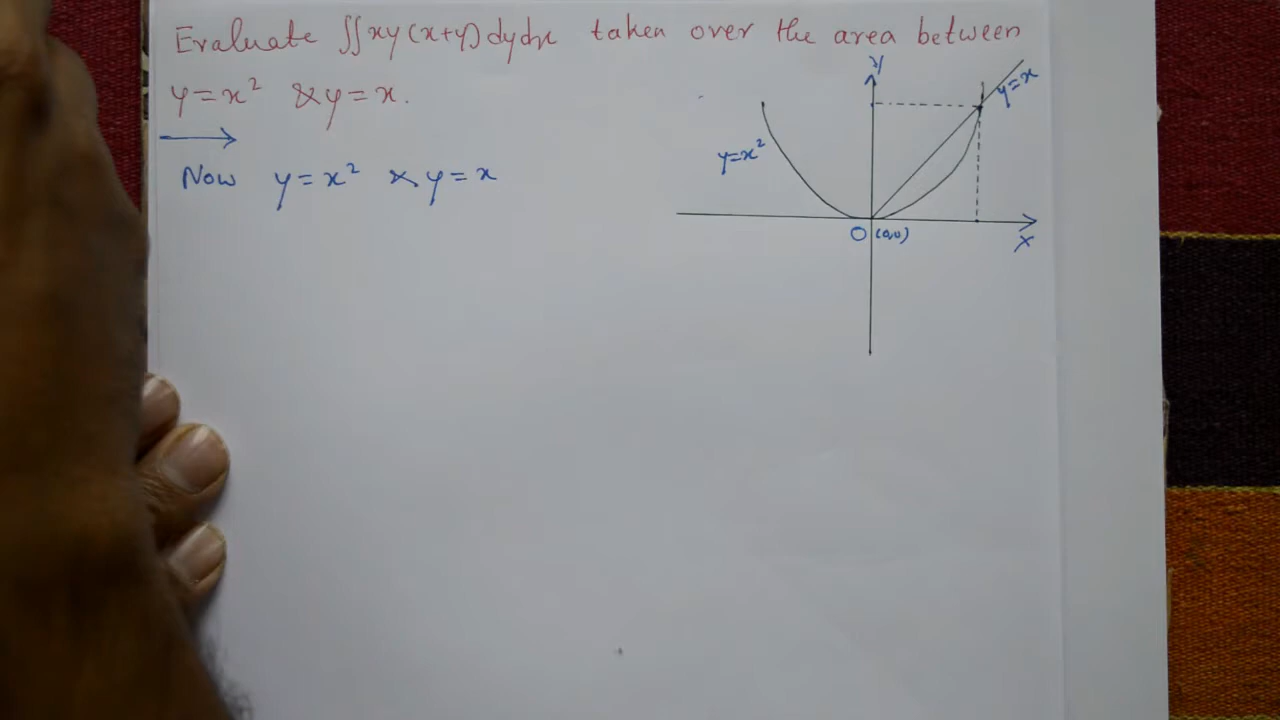 Evaluate ∬xy(x+y)dydx taken over the area between
y=x² & y=x.
Now y=x² & y=x
y
y=x
y=x²
O (0,0)
x